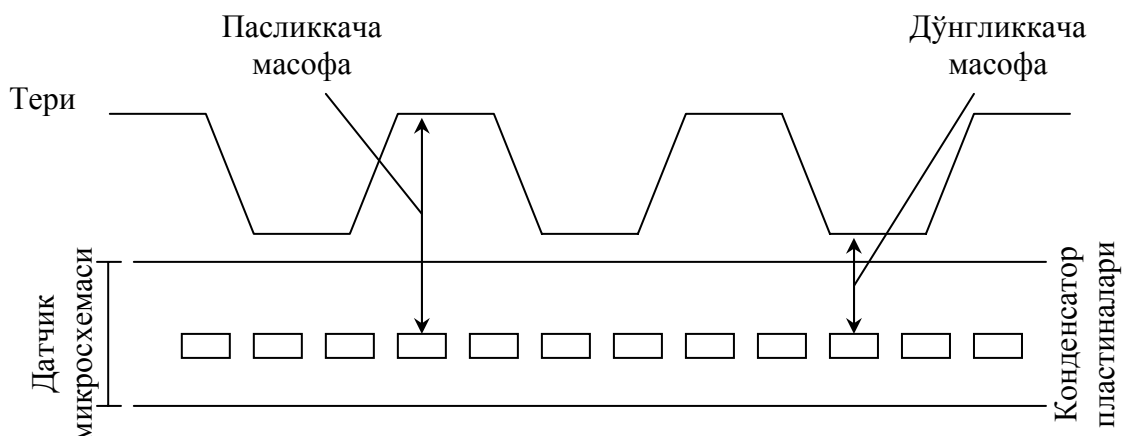 Пасликкача
масофа
Дўнгликкача
масофа
Тери
Датчик
микросхемаси
Конденсатор
пластиналари